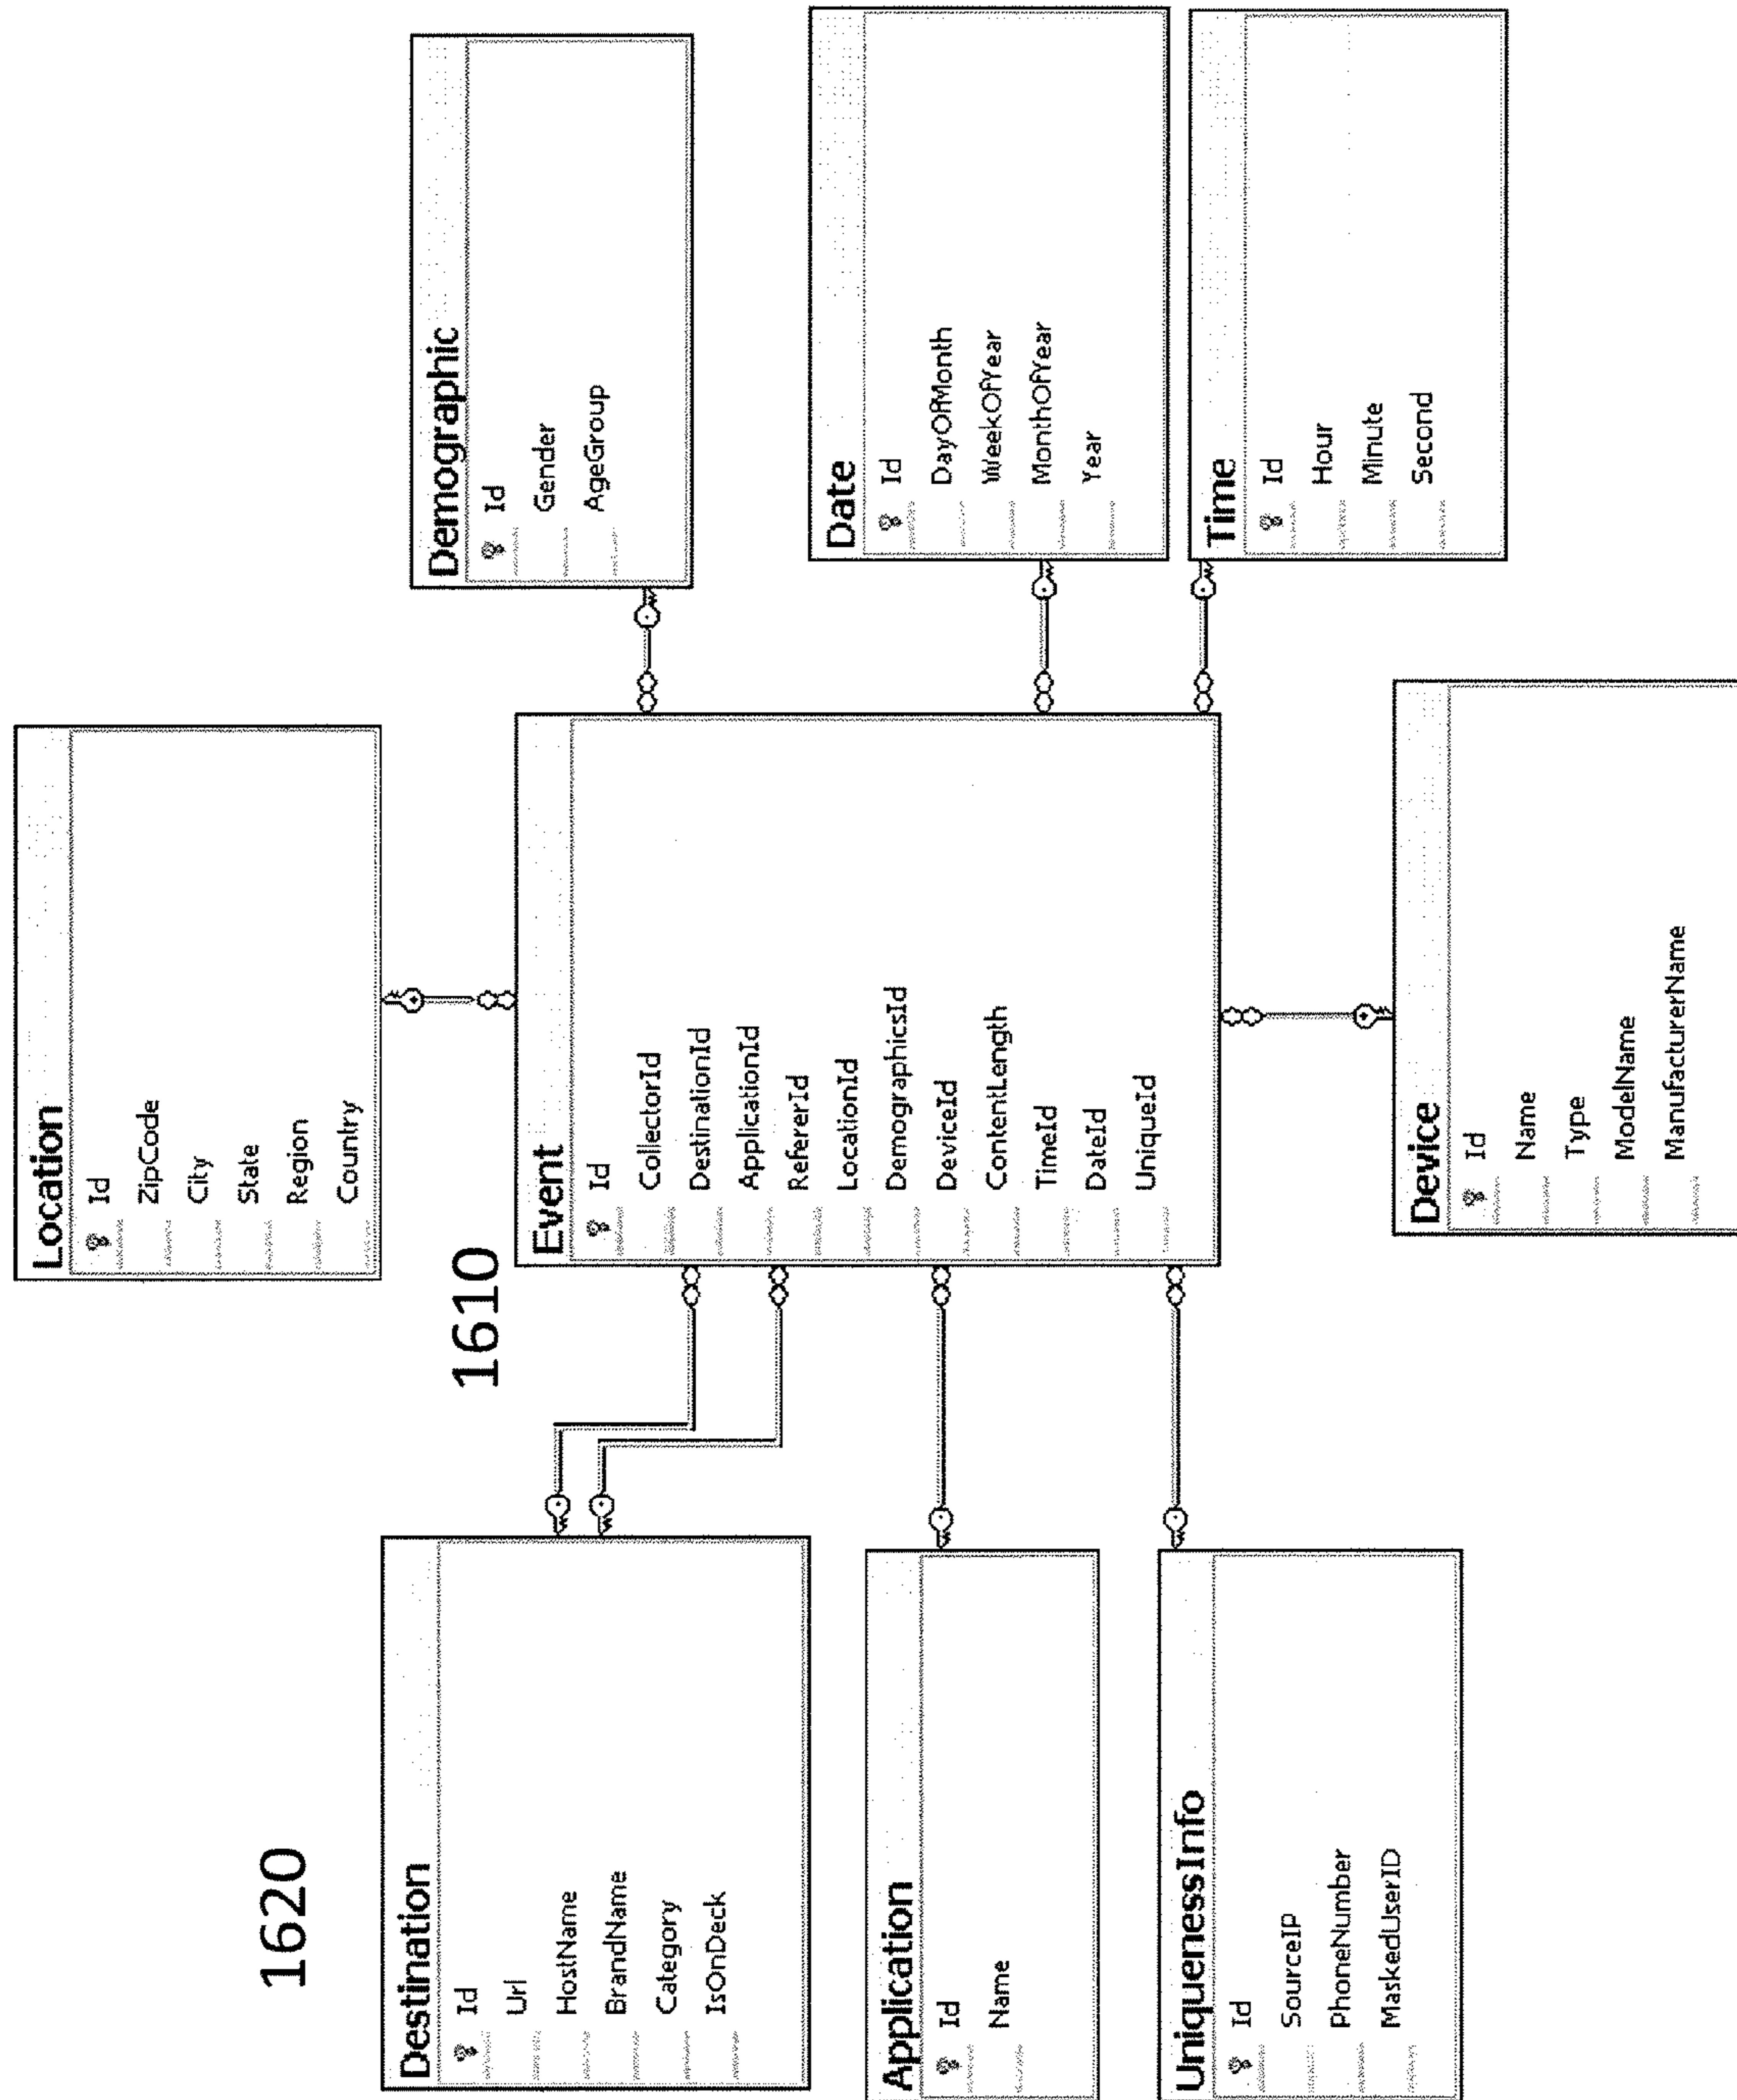 Location
Id
ZipCode
City
State
Region
Country
1620
Destination
Id
Url
HostName
BrandName
Category
IsOnDeck
1610
Event
Id
CollectorId
DestinationId
ApplicationId
RefererId
LocationId
DemographicsId
DeviceId
ContentLength
TimeId
DateId
UniqueId
Demographic
Id
Gender
AgeGroup
Application
Id
Name
Date
Id
DayOfMonth
WeekOfYear
MonthOfYear
Year
UniquenessInfo
Id
SourceIP
PhoneNumber
MaskedUserID
Time
Id
Hour
Minute
Second
Device
Id
Name
Type
ModelName
ManufacturerName